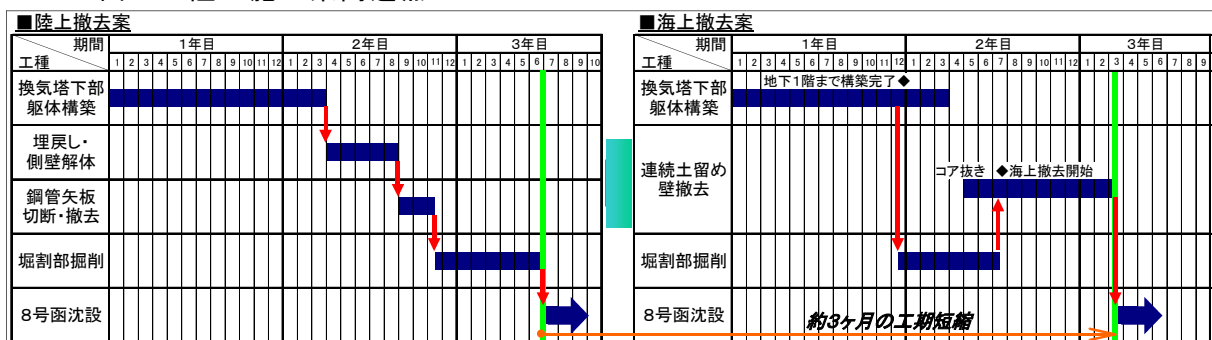 ■陸上撤去案
期間
工種
1年目
2年目
3年目
1 2 3 4 5 6 7 8 9 10 11 12 1 2 3 4 5 6 7 8 9 10 11 12 1 2 3 4 5 6 7 8 9 10
換気塔下部
躯体構築
埋戻し・
側壁解体
鋼管矢板
切断・撤去
堀割部掘削
8号函沈設
■海上撤去案
期間
工種
1年目
2年目
3年目
1 2 3 4 5 6 7 8 9 10 11 12 1 2 3 4 5 6 7 8 9 10 11 12 1 2 3 4 5 6 7 8 9
換気塔下部
躯体構築
地下1階まで構築完了◆
連続土留め
壁撤去
コア抜き ◆海上撤去開始
堀割部掘削
8号函沈設
約3ヶ月の工期短縮